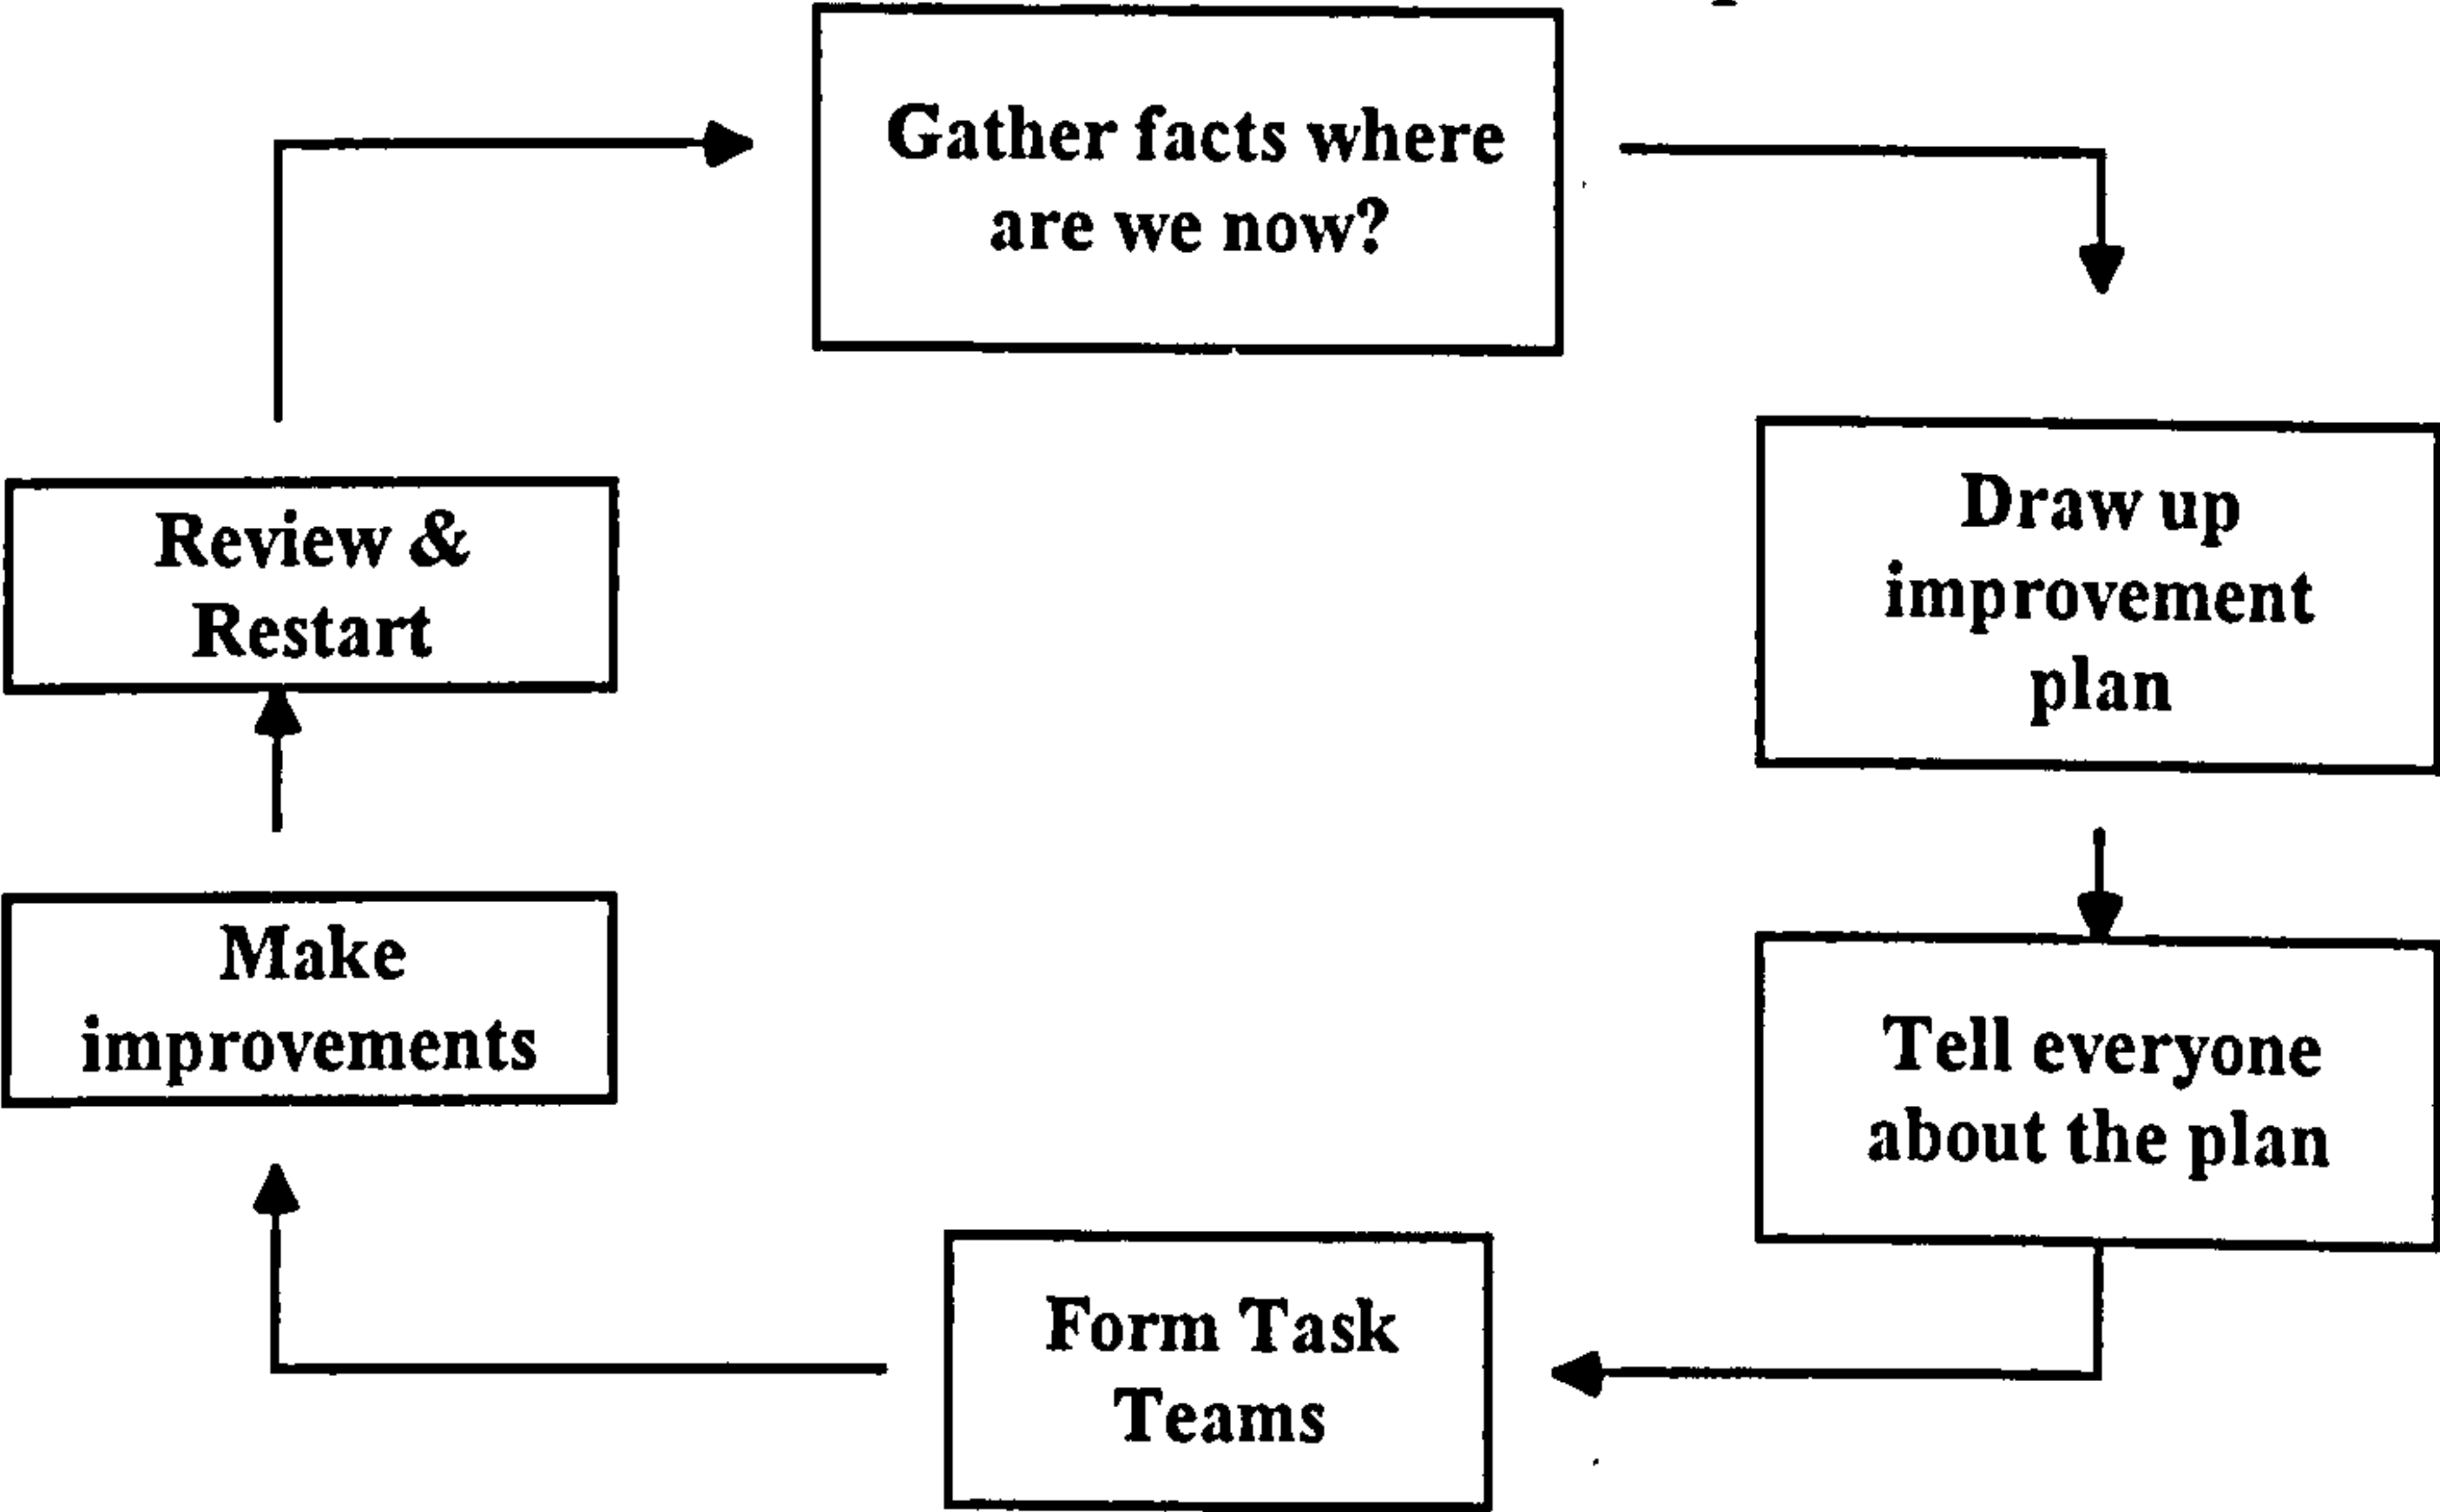 Gather facts where
are we now?
Draw up
improvement
plan
Tell everyone
about the plan
Form Task
Teams
Make
improvements
Review &
Restart